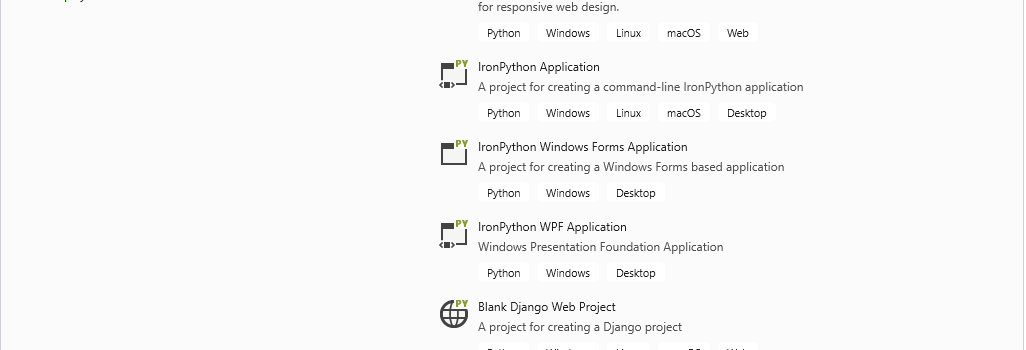 for responsive web design.
Python Windows Linux macOS Web
PY
IronPython Application
A project for creating a command-line IronPython application
Python Windows Linux macOS Desktop
PY
IronPython Windows Forms Application
A project for creating a Windows Forms based application
Python Windows Desktop
PY
IronPython WPF Application
Windows Presentation Foundation Application
Python Windows Desktop
PY
Blank Django Web Project
A project for creating a Django project